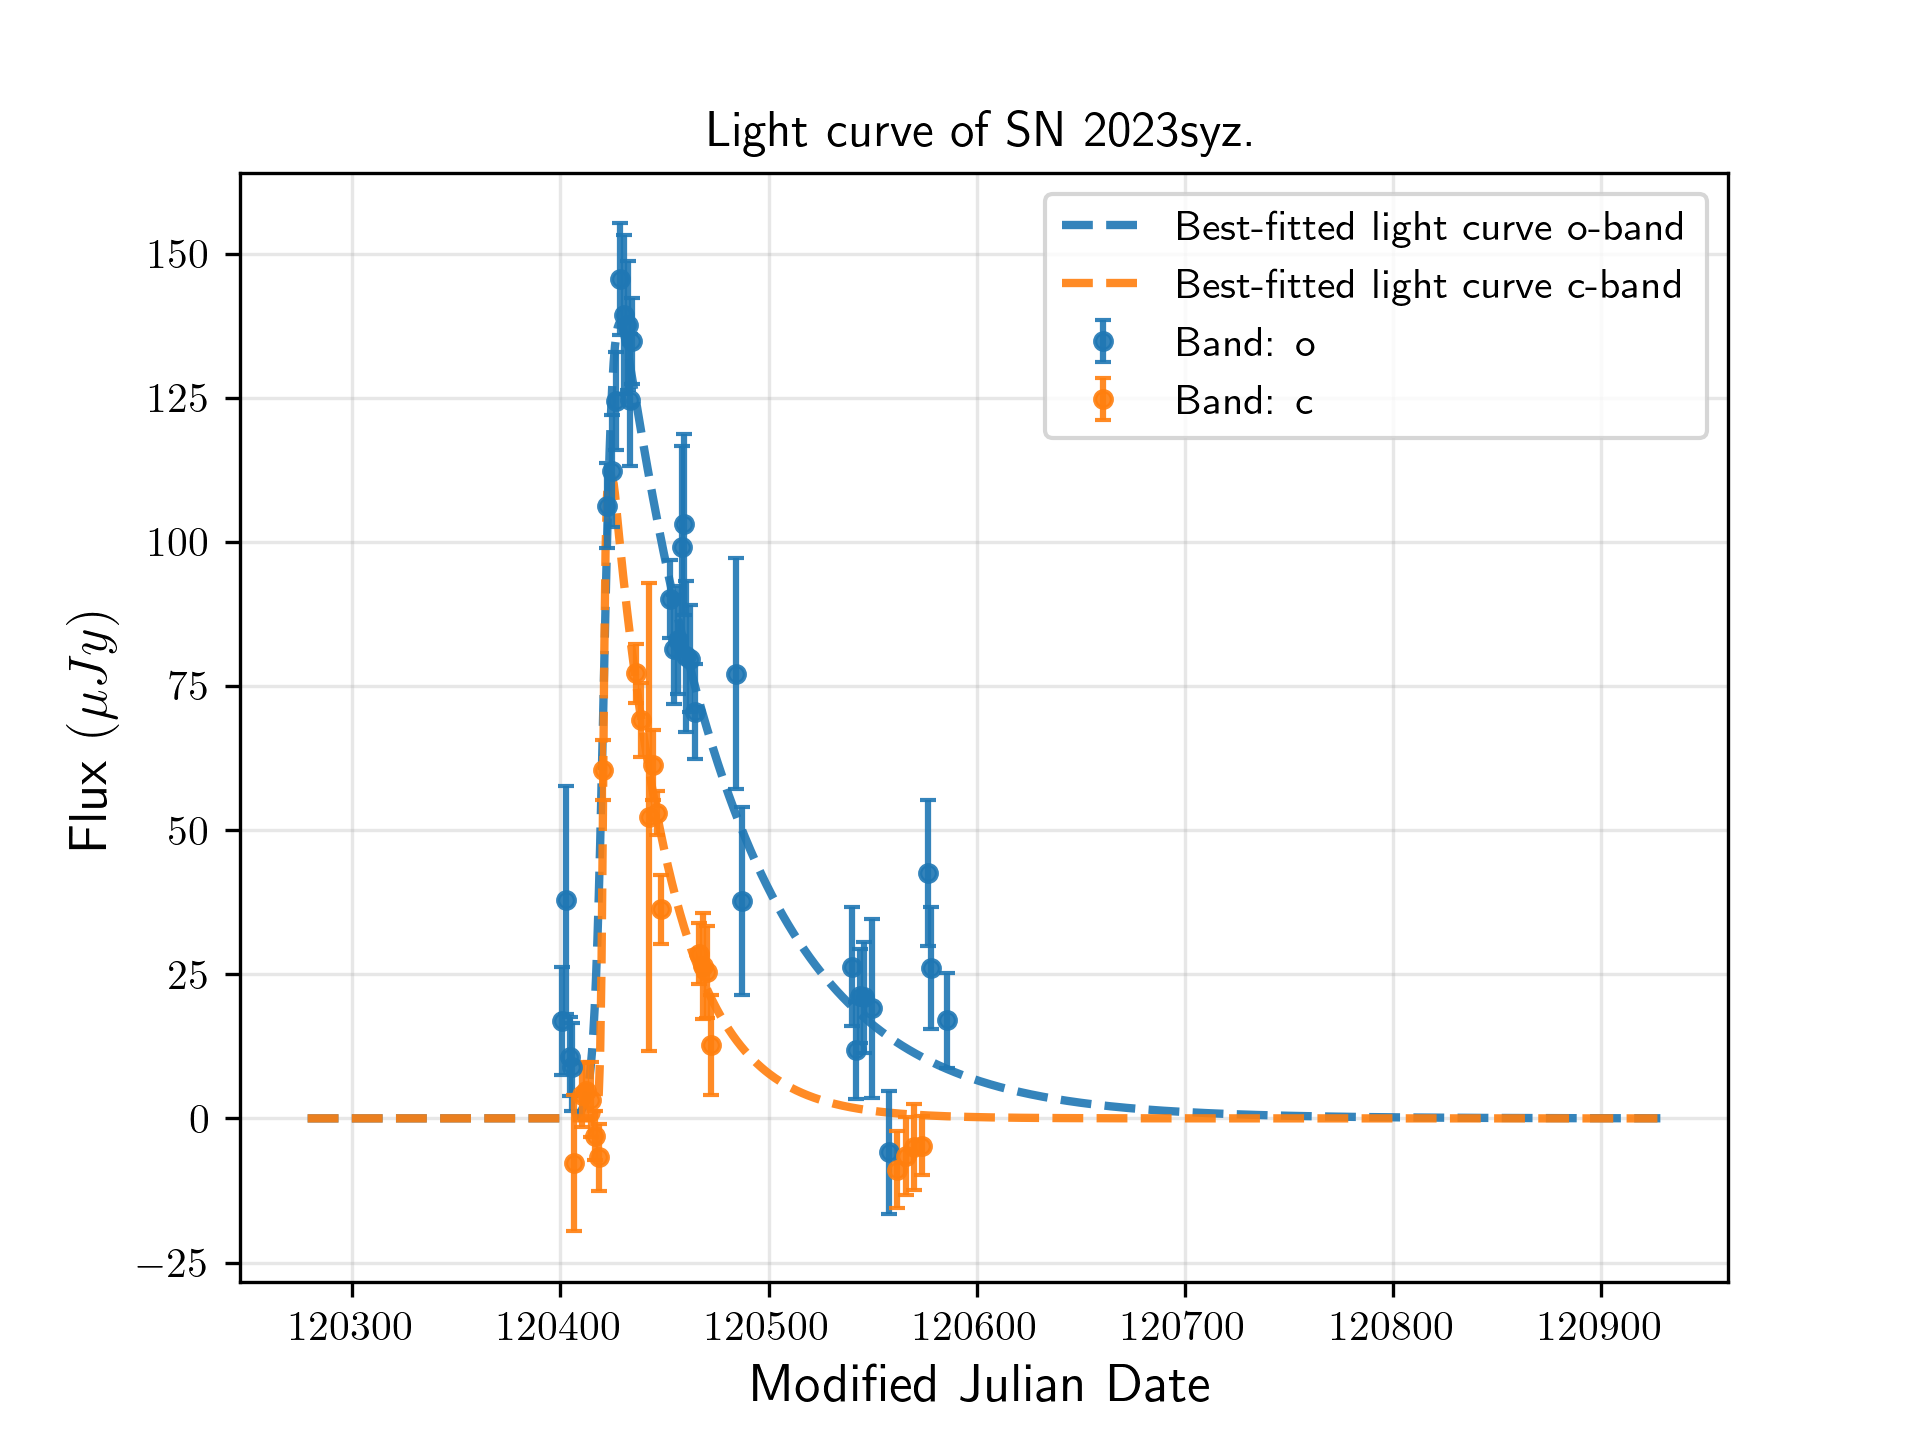 Light curve of SN 2023syz.
Best-fitted light curve o-band
Best-fitted light curve c-band
Band: o
Band: c
Flux (μJy)
150
125
100
75
50
25
0
−25
120300 120400 120500 120600 120700 120800 120900
Modified Julian Date